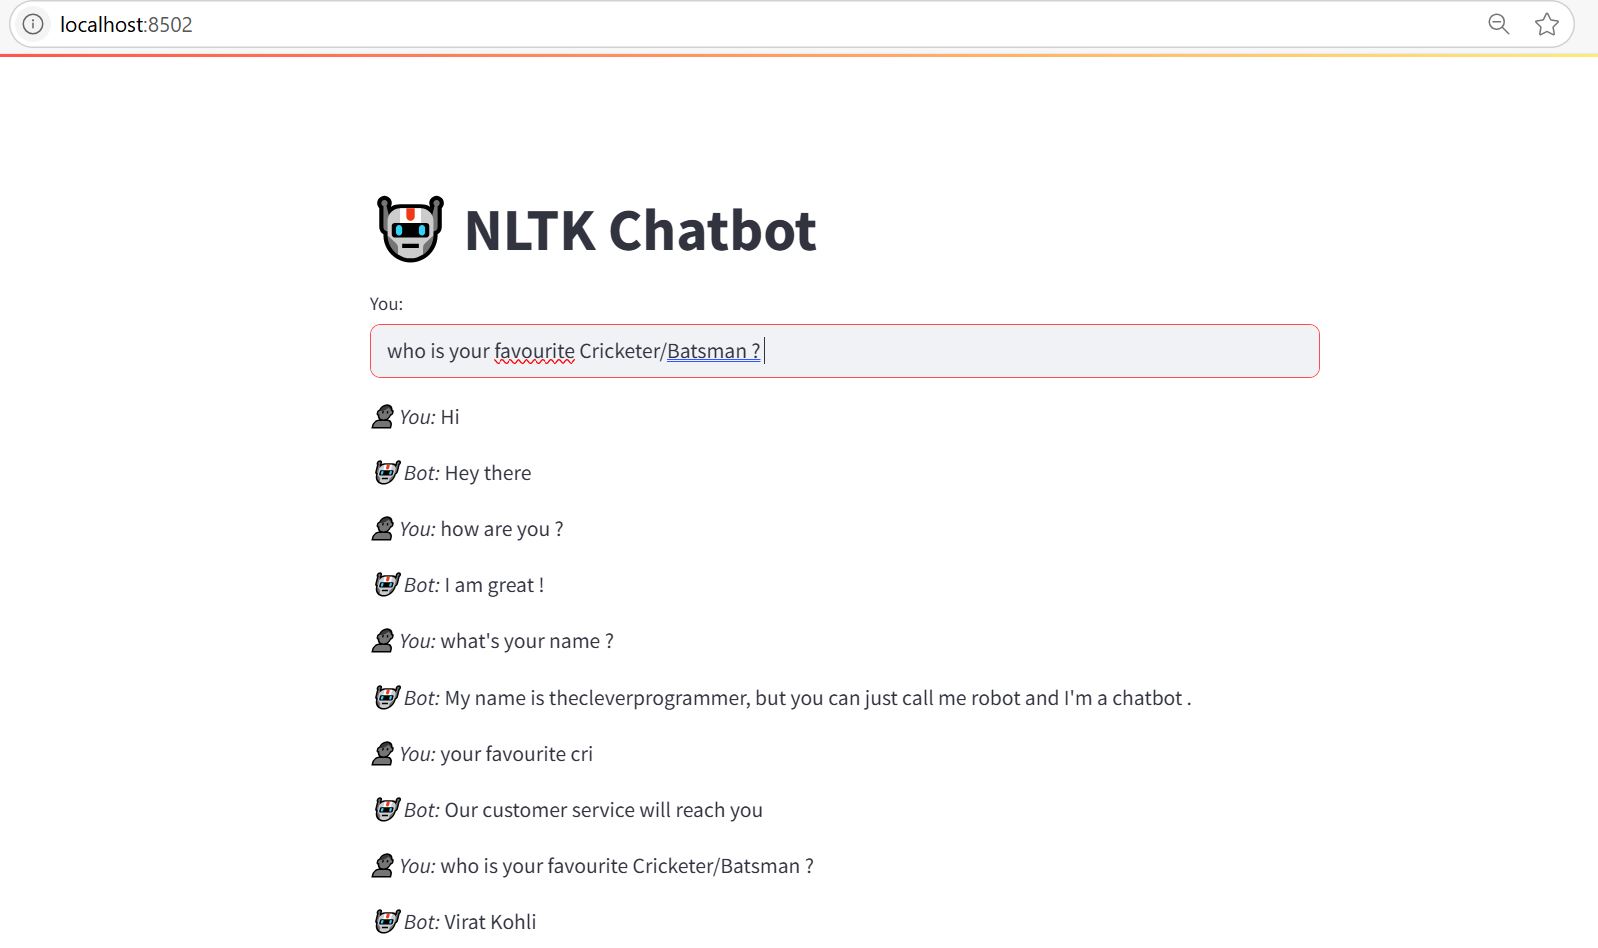 localhost:8502
NLTK Chatbot
You:
who is your favourite Cricketer/Batsman ?
You: Hi
Bot: Hey there
You: how are you ?
Bot: I am great !
You: what's your name ?
Bot: My name is thecleverprogrammer, but you can just call me robot and I'm a chatbot .
You: your favourite cri
Bot: Our customer service will reach you
You: who is your favourite Cricketer/Batsman ?
Bot: Virat Kohli